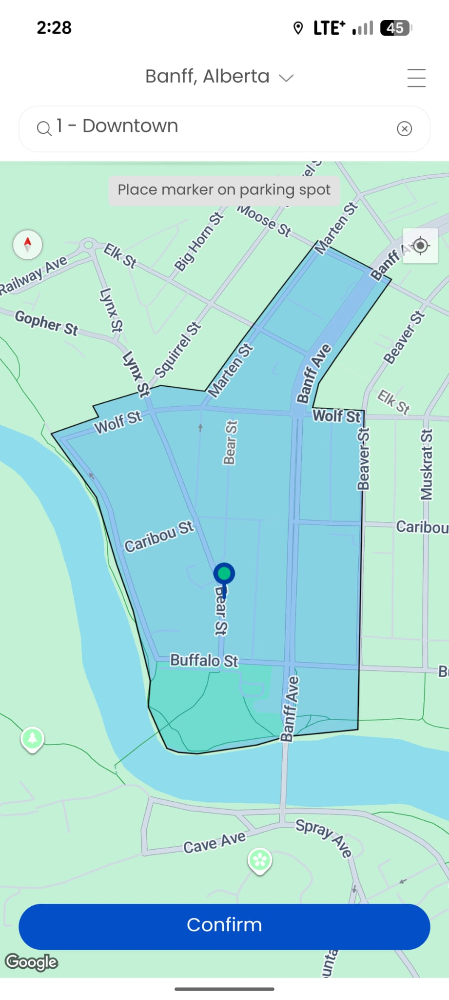 2:28
LTE+
45
Banff, Alberta
1 - Downtown
Place marker on parking spot
Marten St
Moose St
Big Horn St
Elk St
Railway Ave
Lynx St
Gopher St
Squirrel St
Lynx St
Marten St
Banff Ave
Beaver St
Elk St
Wolf St
Wolf St
Bear St
Beaver St
Muskrat St
Caribou St
Caribou
Bear St
Buffalo St
Banff Ave
Cave Ave
Spray Ave
Confirm
Google